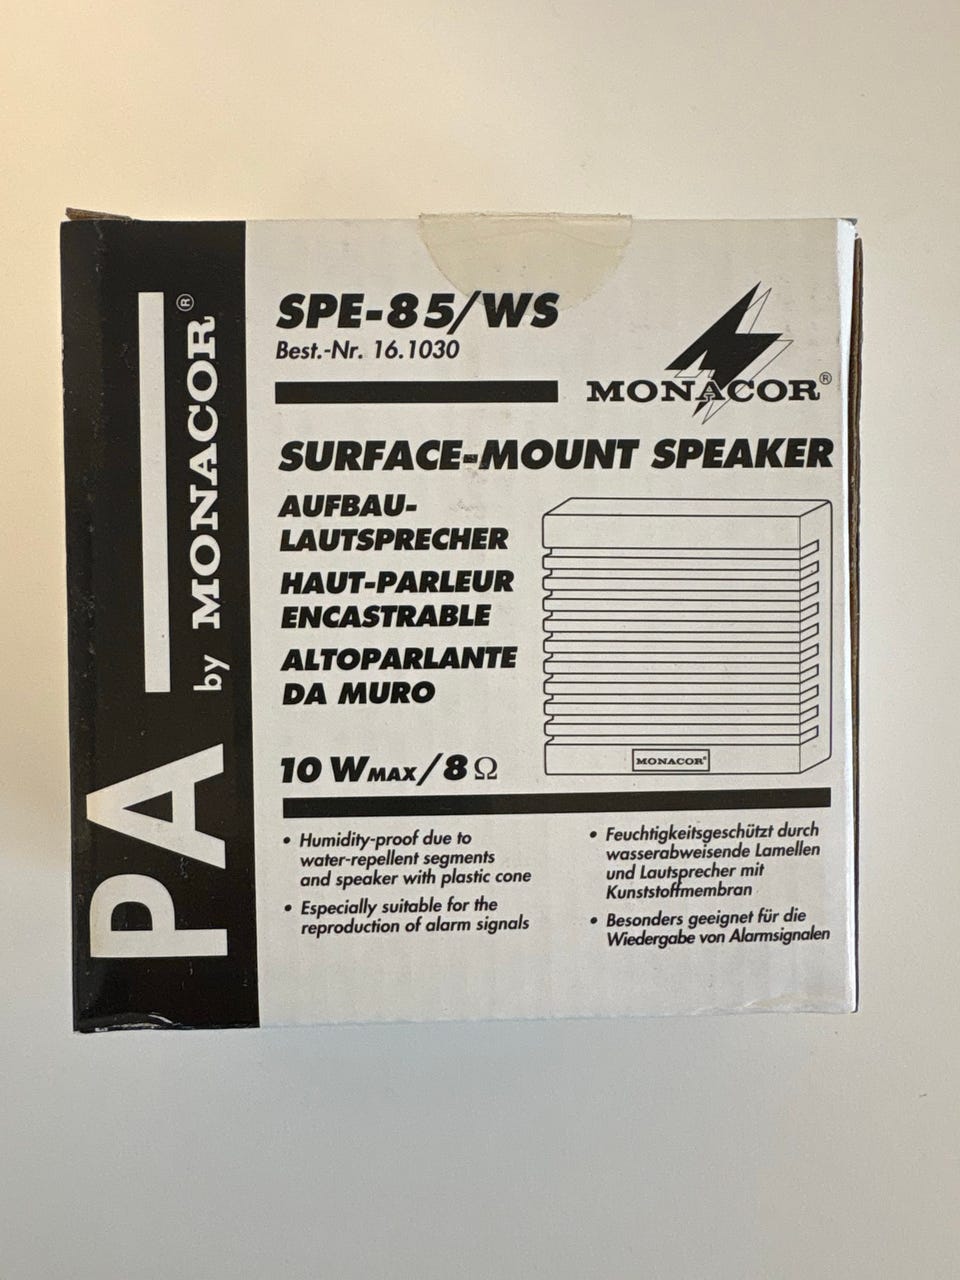 PA by MONACOR®
SPE-85/WS
Best.-Nr. 16.1030
MONACOR®
SURFACE-MOUNT SPEAKER
AUFBAU-
LAUTSPRECHER
HAUT-PARLEUR
ENCASTRABLE
ALTOPARLANTE
DA MURO
MONACOR®
10 WMAX/8 Ω
• Humidity-proof due to
water-repellent segments
and speaker with plastic cone
• Especially suitable for the
reproduction of alarm signals
• Feuchtigkeitsgeschützt durch
wasserabweisende Lamellen
und Lautsprecher mit
Kunststoffmembran
• Besonders geeignet für die
Wiedergabe von Alarmsignalen